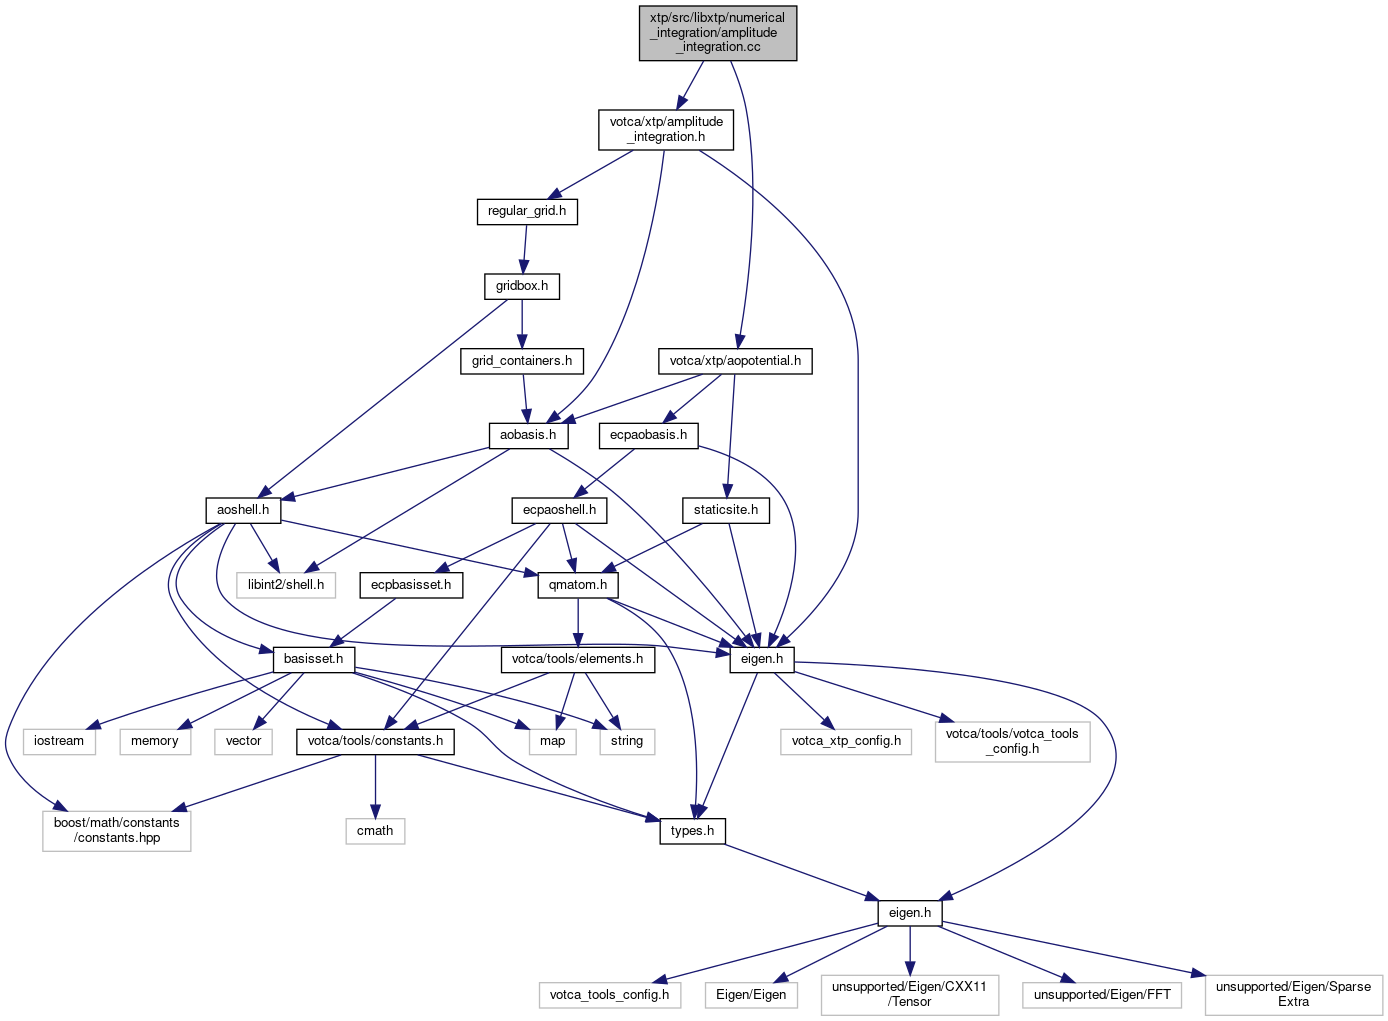 xtp/src/libxtp/numerical
_integration/amplitude
_integration.cc
votca/xtp/amplitude
_integration.h
regular_grid.h
gridbox.h
grid_containers.h
votca/xtp/aopotential.h
aobasis.h
ecpaobasis.h
aoshell.h
ecpaoshell.h
staticsite.h
libint2/shell.h
ecpbasisset.h
qmatom.h
basisset.h
votca/tools/elements.h
eigen.h
iostream
memory
vector
votca/tools/constants.h
map
string
votca_xtp_config.h
votca/tools/votca_tools
_config.h
boost/math/constants
/constants.hpp
cmath
types.h
eigen.h
votca_tools_config.h
Eigen/Eigen
unsupported/Eigen/CXX11
/Tensor
unsupported/Eigen/FFT
unsupported/Eigen/Sparse
Extra